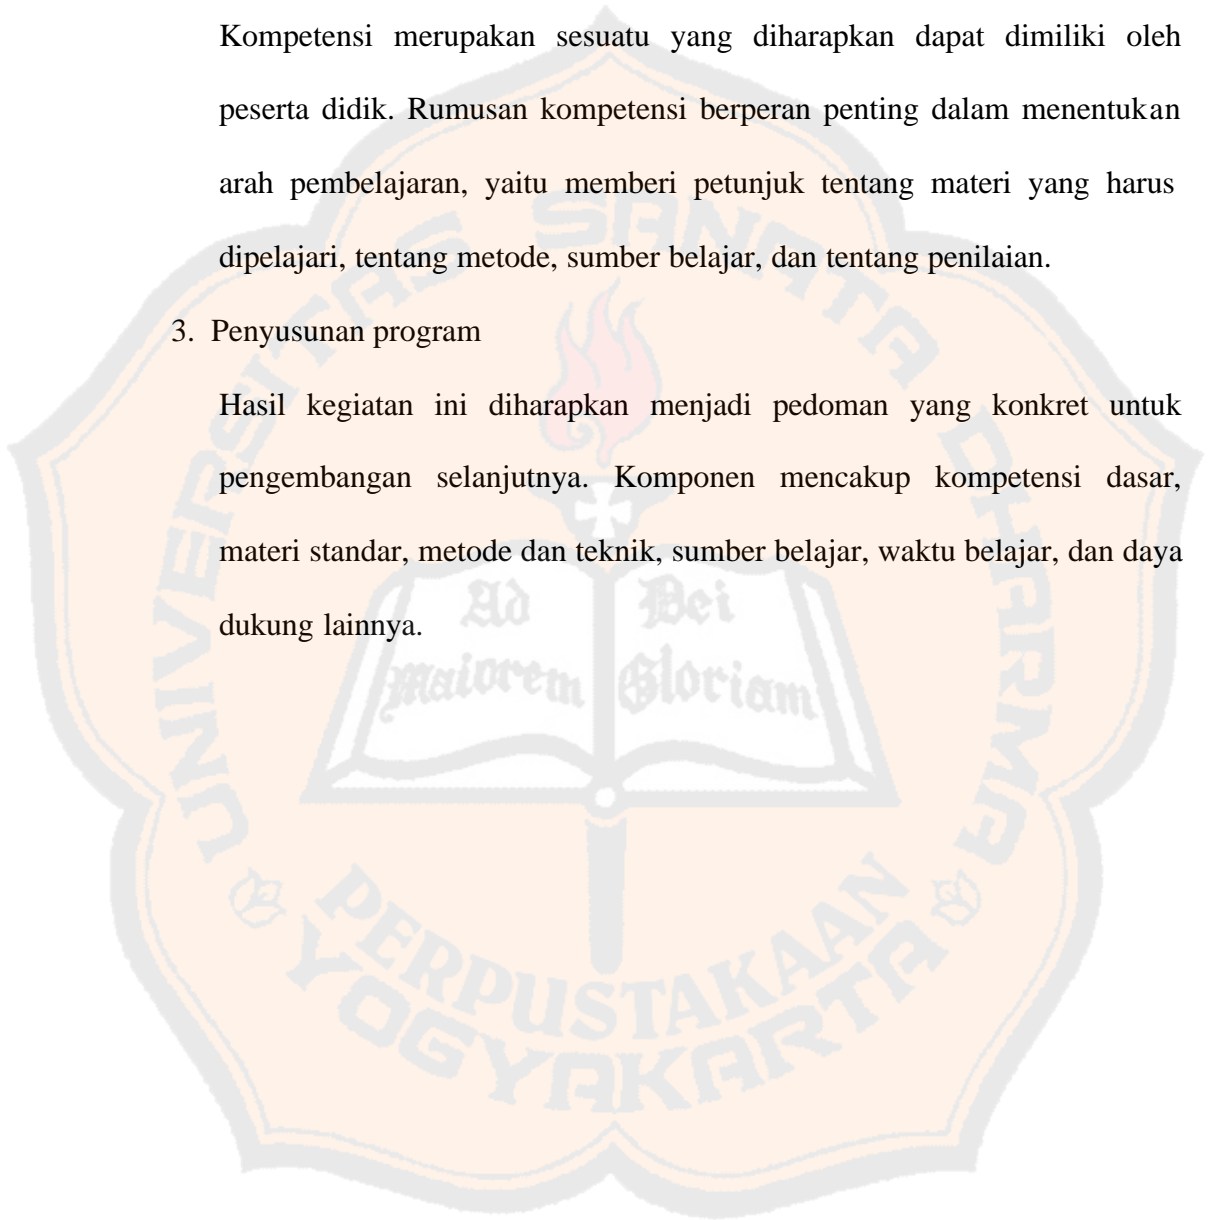 Kompetensi merupakan sesuatu yang diharapkan dapat dimiliki oleh
peserta didik. Rumusan kompetensi berperan penting dalam menentukan
arah pembelajaran, yaitu memberi petunjuk tentang materi yang harus
dipelajari, tentang metode, sumber belajar, dan tentang penilaian.
3. Penyusunan program
Hasil kegiatan ini diharapkan menjadi pedoman yang konkret untuk
pengembangan selanjutnya. Komponen mencakup kompetensi dasar,
materi standar, metode dan teknik, sumber belajar, waktu belajar, dan daya
dukung lainnya.
UNIVERSITAS SANATA DHARMA
Ad Dei
Maiorem Gloriam
PERPUSTAKAAN
YOGYAKARTA